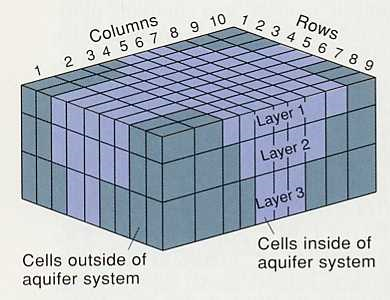 Columns
Rows
1 2 3 4 5 6 7 8 9 10
1 2 3 4 5 6 7 8 9
Layer 1
Layer 2
Layer 3
Cells outside of
aquifer system
Cells inside of
aquifer system